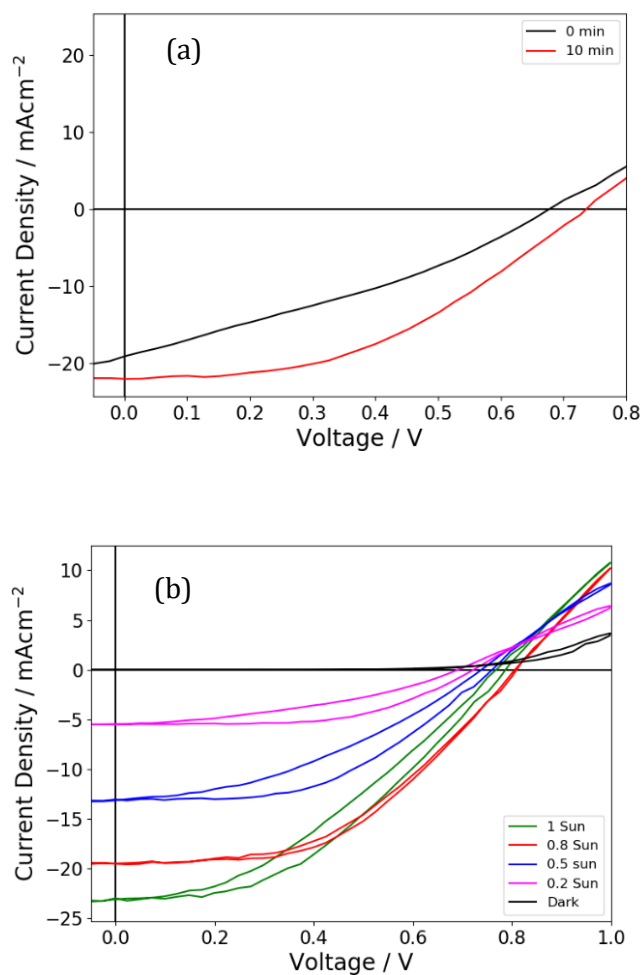 (a)
0 min
10 min
Current Density / mAcm⁻²
20
10
0
−10
−20
0.0 0.1 0.2 0.3 0.4 0.5 0.6 0.7 0.8
Voltage / V
(b)
Current Density / mAcm⁻²
10
5
0
−5
−10
−15
−20
−25
1 Sun
0.8 Sun
0.5 sun
0.2 Sun
Dark
0.0 0.2 0.4 0.6 0.8 1.0
Voltage / V